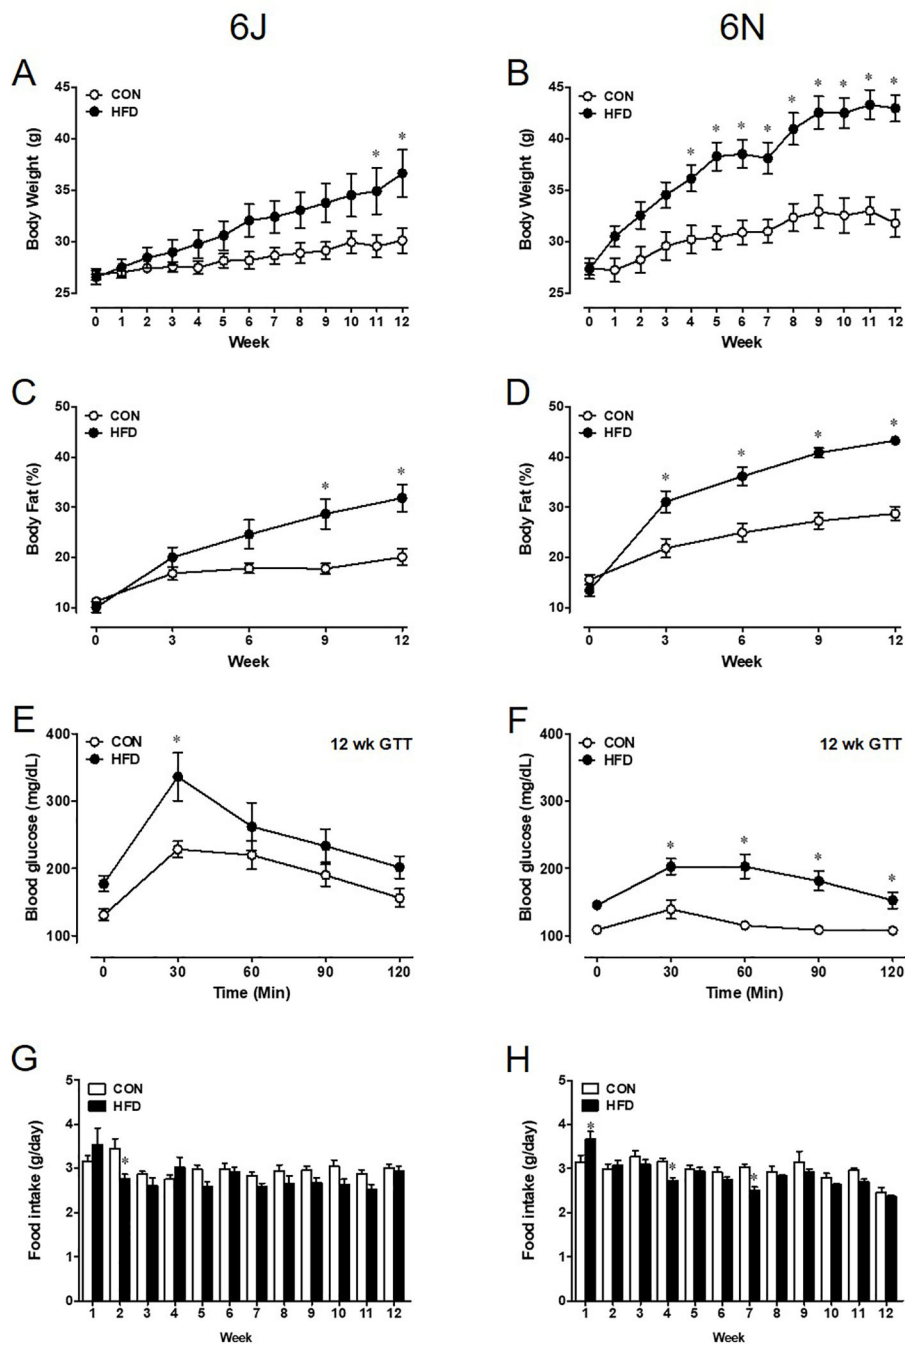 6J
6N
A
CON
HFD
45
40
35
30
25
Body Weight (g)
* *
0 1 2 3 4 5 6 7 8 9 10 11 12
Week
B
CON
HFD
45
40
35
30
25
Body Weight (g)
* * * * * * * * *
0 1 2 3 4 5 6 7 8 9 10 11 12
Week
C
CON
HFD
50
40
30
20
10
Body Fat (%)
* *
0 3 6 9 12
Week
D
CON
HFD
50
40
30
20
10
Body Fat (%)
* * * *
0 3 6 9 12
Week
E
CON
HFD
12 wk GTT
400
300
200
100
Blood glucose (mg/dL)
*
0 30 60 90 120
Time (Min)
F
CON
HFD
12 wk GTT
400
300
200
100
Blood glucose (mg/dL)
* * * *
0 30 60 90 120
Time (Min)
G
CON
HFD
5
4
3
2
1
0
Food intake (g/day)
*
1 2 3 4 5 6 7 8 9 10 11 12
Week
H
CON
HFD
5
4
3
2
1
0
Food intake (g/day)
* * *
1 2 3 4 5 6 7 8 9 10 11 12
Week